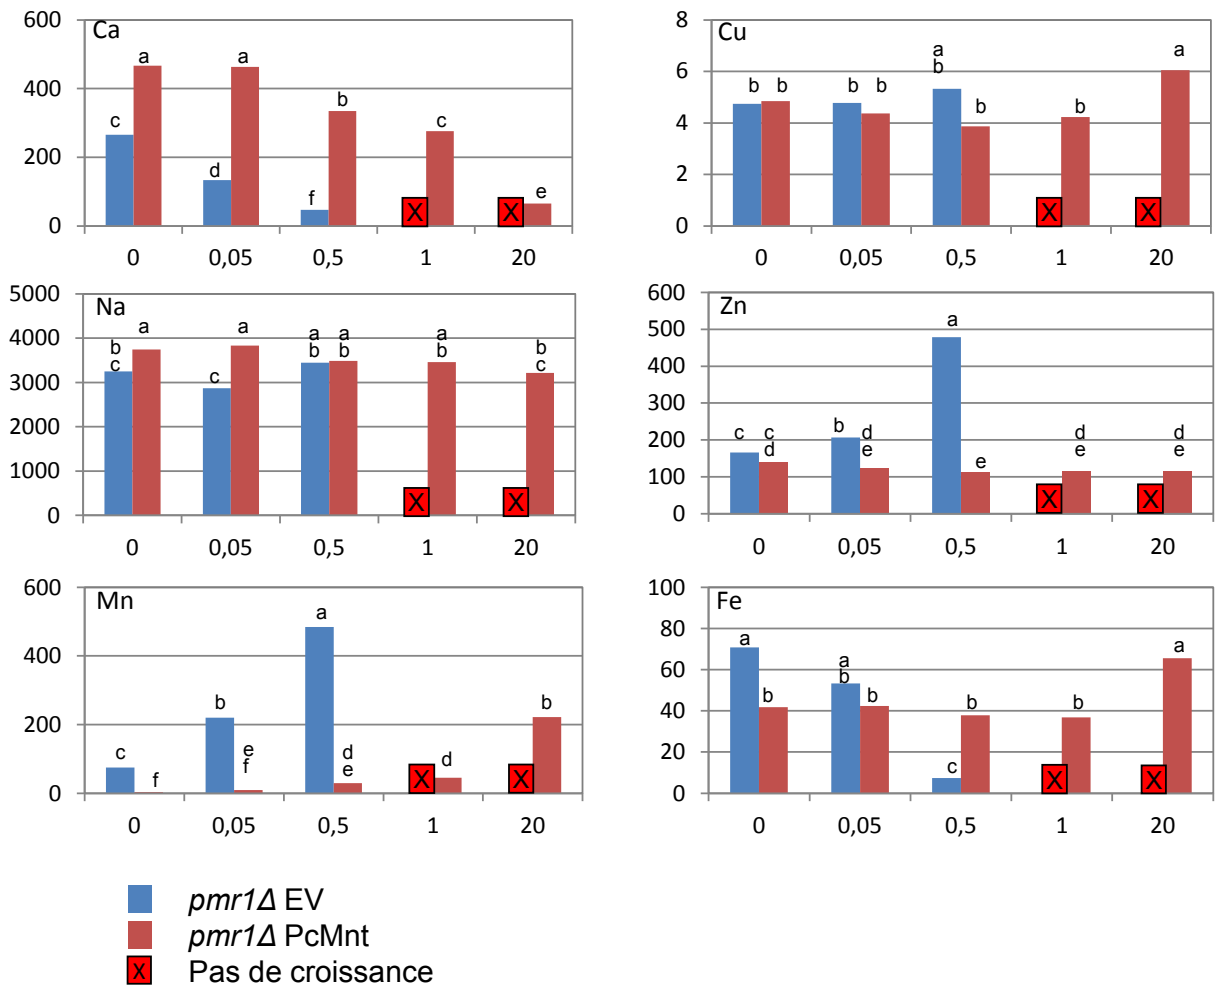 Ca
600
400
200
0
c
a
d
a
f
b
X
c
X
e
0
0,05
0,5
1
20
Cu
8
6
4
2
0
b
b
b
b
a
b
b
X
b
X
a
0
0,05
0,5
1
20
Na
5000
4000
3000
2000
1000
0
b
c
a
c
a
a
b
a
b
X
a
b
X
b
c
0
0,05
0,5
1
20
Zn
600
500
400
300
200
100
0
c
c
d
b
d
e
a
e
X
d
e
X
d
e
0
0,05
0,5
1
20
Mn
600
400
200
0
c
f
b
e
f
a
d
e
X
d
X
b
0
0,05
0,5
1
20
Fe
100
80
60
40
20
0
a
b
a
b
b
c
b
X
b
X
a
0
0,05
0,5
1
20
pmr1Δ EV
pmr1Δ PcMnt
X Pas de croissance